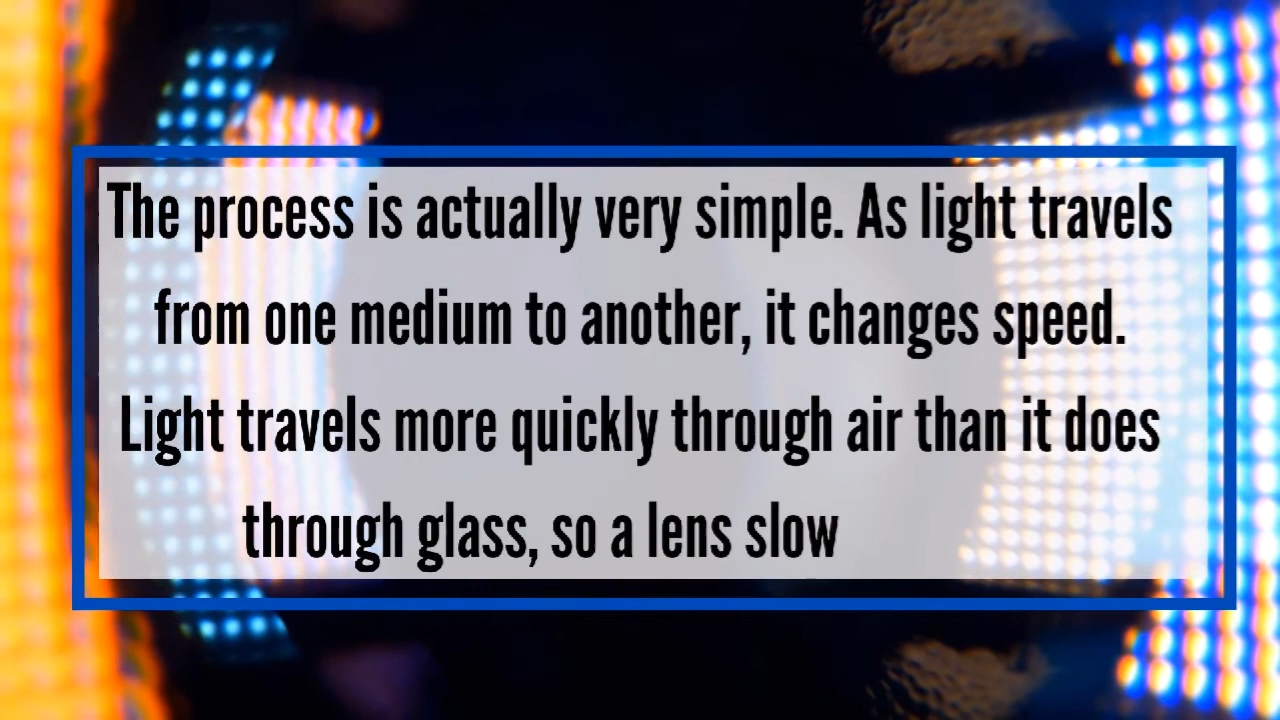 The process is actually very simple. As light travels
from one medium to another, it changes speed.
Light travels more quickly through air than it does
through glass, so a lens slow